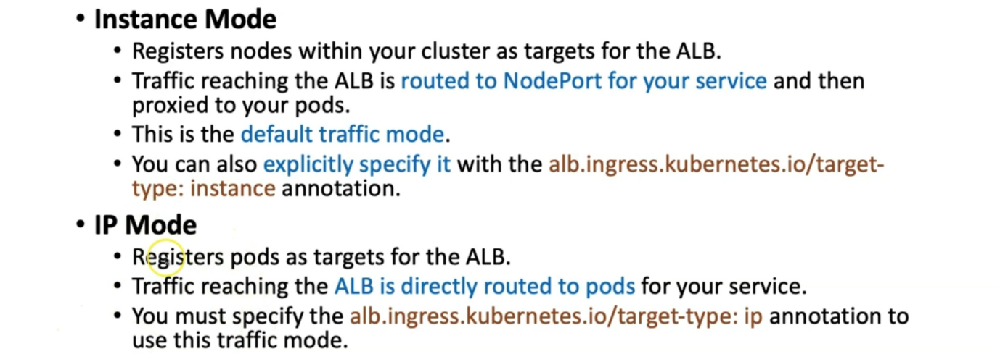 • Instance Mode
• Registers nodes within your cluster as targets for the ALB.
• Traffic reaching the ALB is routed to NodePort for your service and then
proxied to your pods.
• This is the default traffic mode.
• You can also explicitly specify it with the alb.ingress.kubernetes.io/target-
type: instance annotation.
• IP Mode
• Registers pods as targets for the ALB.
• Traffic reaching the ALB is directly routed to pods for your service.
• You must specify the alb.ingress.kubernetes.io/target-type: ip annotation to
use this traffic mode.